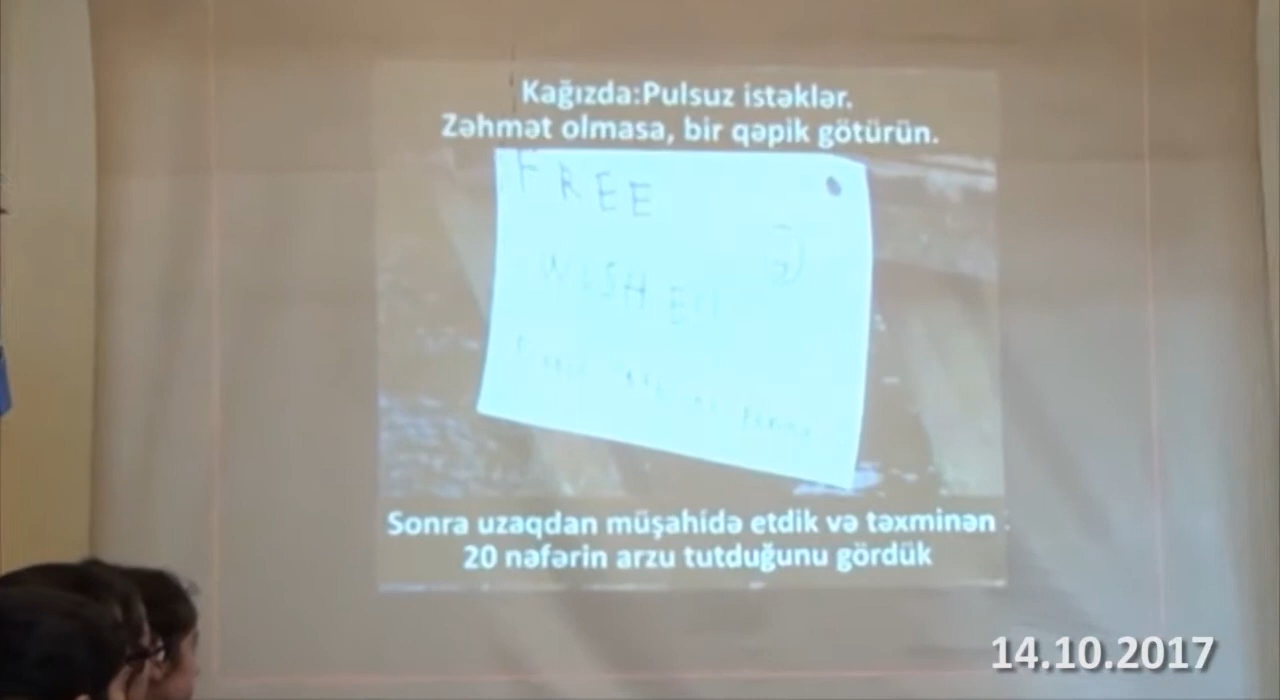 Kağızda:Pulsuz istəklər.
Zəhmət olmasa, bir qəpik götürün.
FREE
WISHES
Sonra uzaqdan müşahidə etdik və təxminən
20 nəfərin arzu tutduğunu gördük
14.10.2017